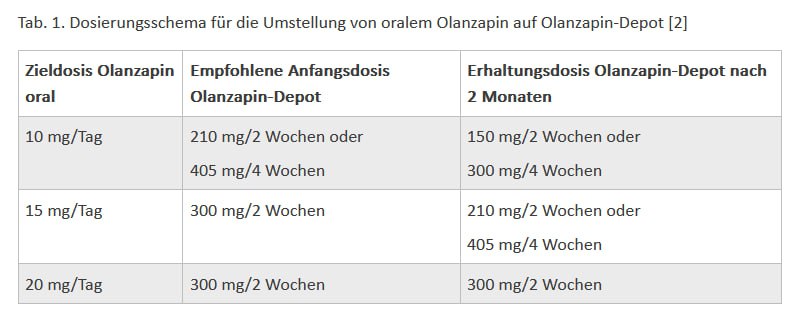 Tab. 1. Dosierungsschema für die Umstellung von oralem Olanzapin auf Olanzapin-Depot [2]
Zieldosis Olanzapin oral
Empfohlene Anfangsdosis Olanzapin-Depot
Erhaltungsdosis Olanzapin-Depot nach 2 Monaten
10 mg/Tag
210 mg/2 Wochen oder
405 mg/4 Wochen
150 mg/2 Wochen oder
300 mg/4 Wochen
15 mg/Tag
300 mg/2 Wochen
210 mg/2 Wochen oder
405 mg/4 Wochen
20 mg/Tag
300 mg/2 Wochen
300 mg/2 Wochen